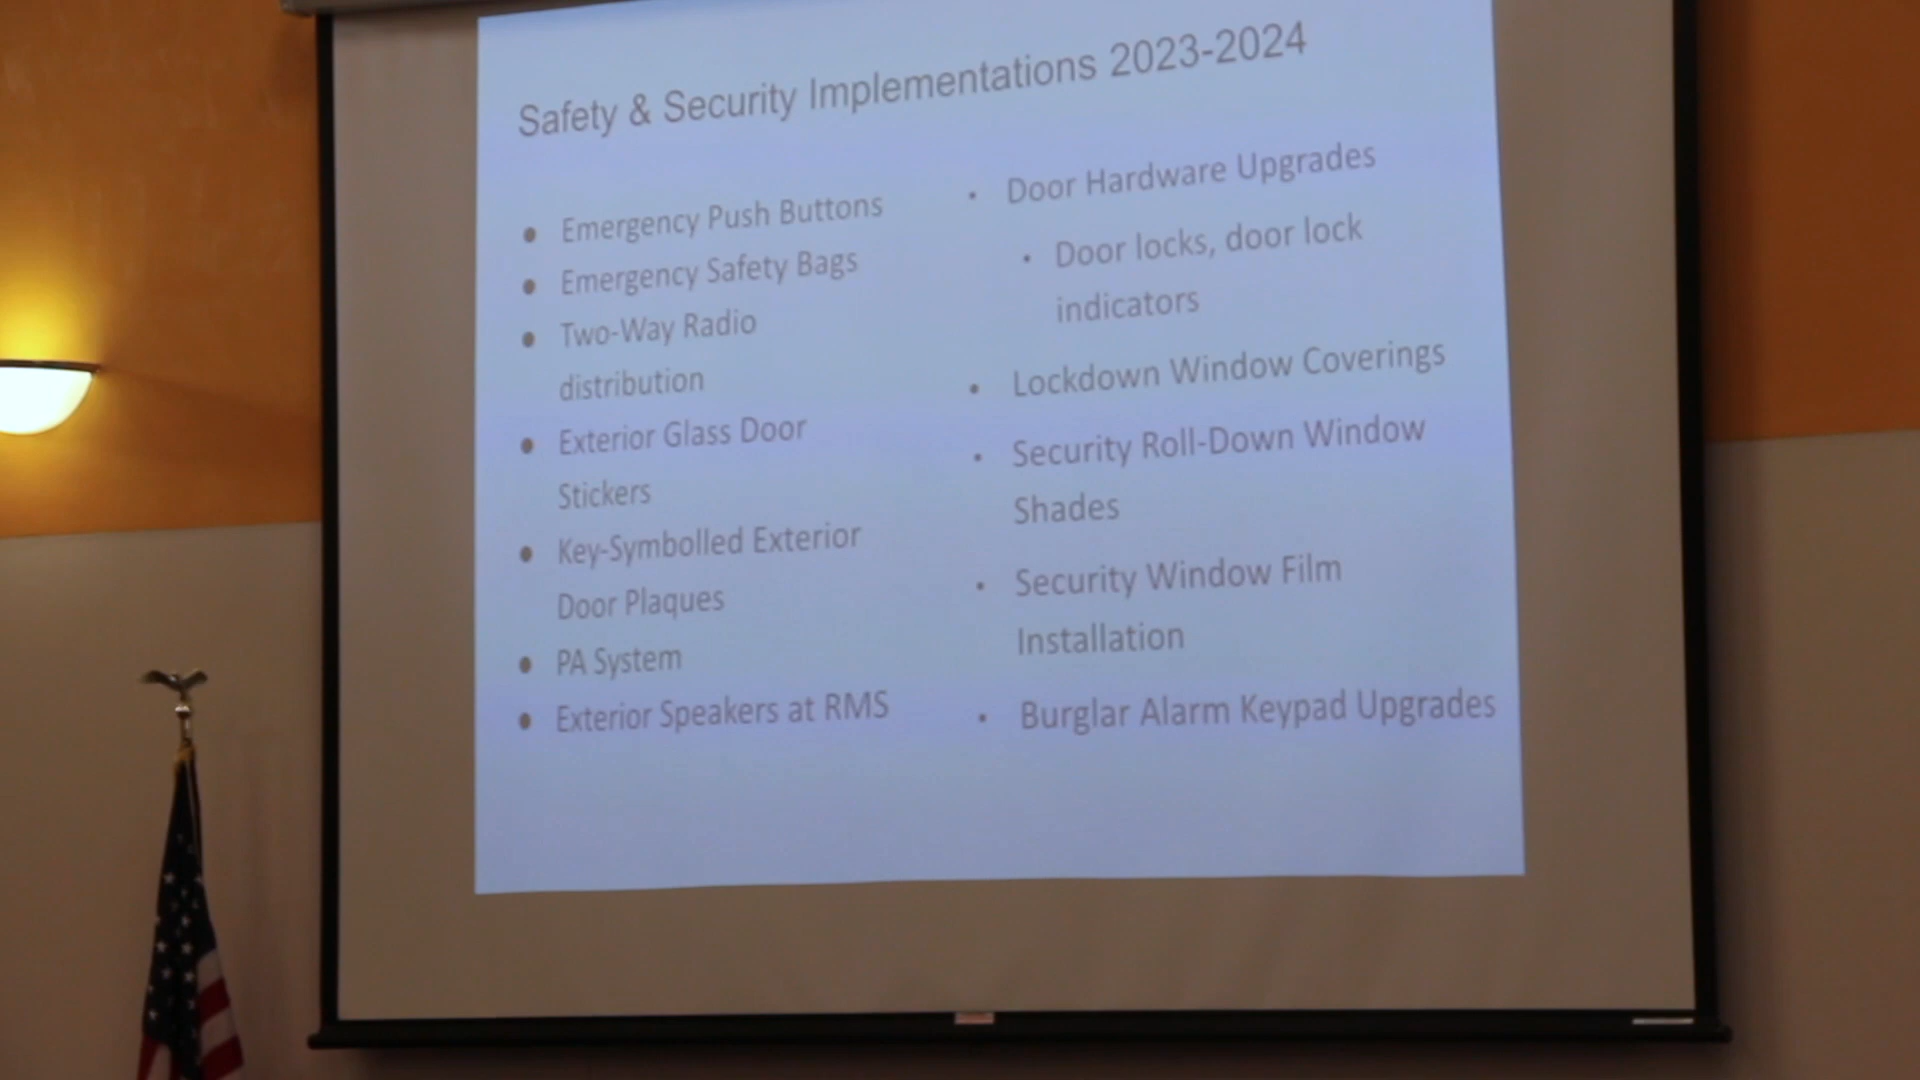 Safety & Security Implementations 2023-2024
• Emergency Push Buttons
• Emergency Safety Bags
• Two-Way Radio
distribution
• Exterior Glass Door
Stickers
• Key-Symbolled Exterior
Door Plaques
• PA System
• Exterior Speakers at RMS
• Door Hardware Upgrades
• Door locks, door lock
indicators
• Lockdown Window Coverings
• Security Roll-Down Window
Shades
• Security Window Film
Installation
• Burglar Alarm Keypad Upgrades